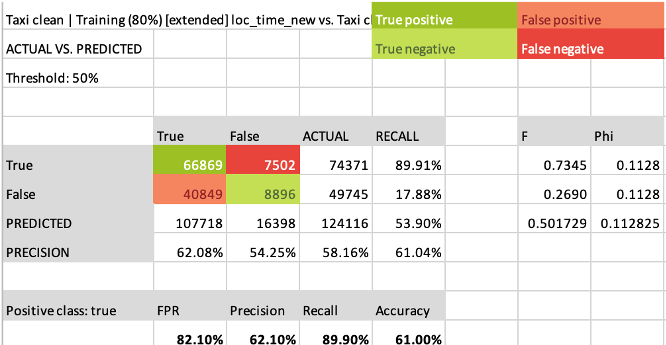 Taxi clean | Training (80%) [extended] loc_time_new vs. Taxi cl True positive False positive
ACTUAL VS. PREDICTED True negative False negative
Threshold: 50%
True False ACTUAL RECALL F Phi
True 66869 7502 74371 89.91% 0.7345 0.1128
False 40849 8896 49745 17.88% 0.2690 0.1128
PREDICTED 107718 16398 124116 53.90% 0.501729 0.112825
PRECISION 62.08% 54.25% 58.16% 61.04%
Positive class: true FPR Precision Recall Accuracy
82.10% 62.10% 89.90% 61.00%